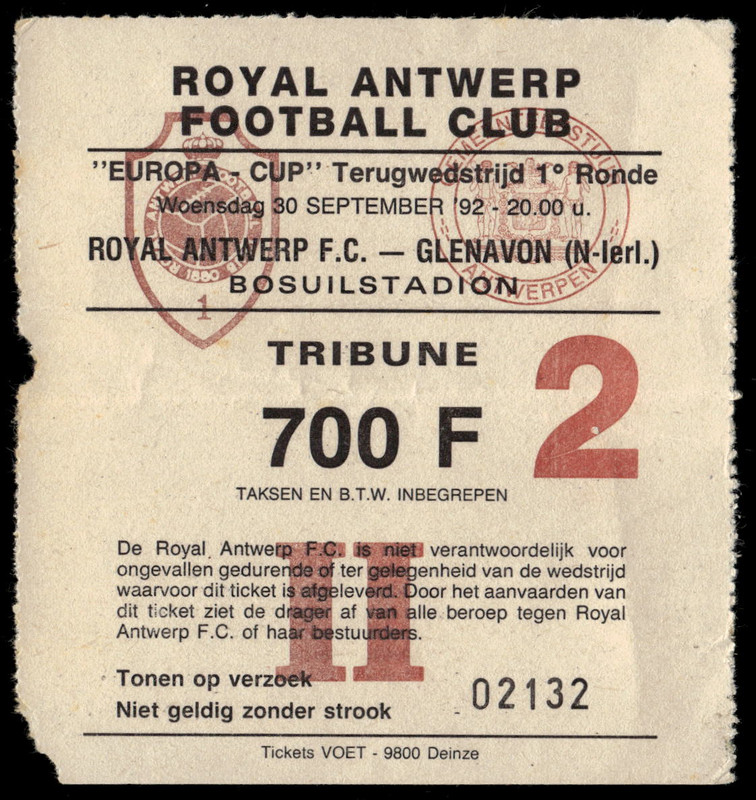 ROYAL ANTWERP
FOOTBALL CLUB
"EUROPA - CUP" Terugwedstrijd 1° Ronde
Woensdag 30 SEPTEMBER '92 - 20.00 u.
ROYAL ANTWERP F.C. — GLENAVON (N-Ierl.)
BOSUILSTADION
1880
1
ANTWERPEN
TRIBUNE
2
700 F
TAKSEN EN B.T.W. INBEGREPEN
II
De Royal Antwerp F.C. is niet verantwoordelijk voor
ongevallen gedurende of ter gelegenheid van de wedstrijd
waarvoor dit ticket is afgeleverd. Door het aanvaarden van
dit ticket ziet de drager af van alle beroep tegen Royal
Antwerp F.C. of haar bestuurders.
Tonen op verzoek
Niet geldig zonder strook
02132
Tickets VOET - 9800 Deinze